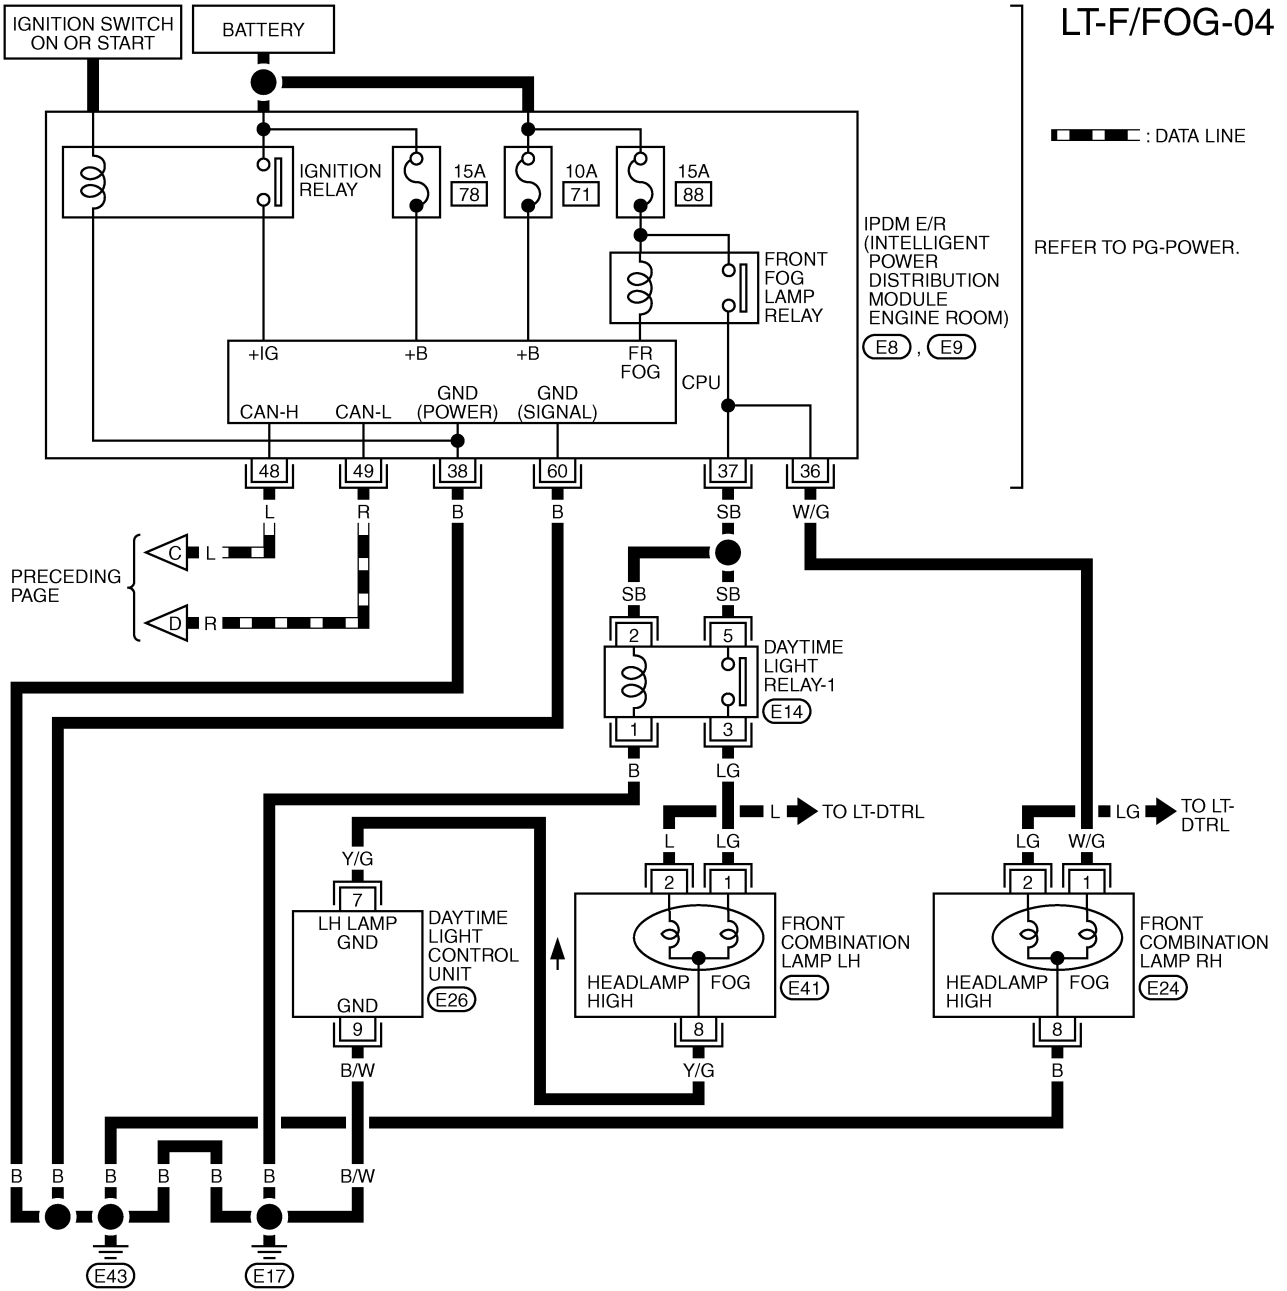 LT-F/FOG-04
IGNITION SWITCH
ON OR START
BATTERY
: DATA LINE
IGNITION
RELAY
15A
78
10A
71
15A
88
IPDM E/R
(INTELLIGENT
POWER
DISTRIBUTION
MODULE
ENGINE ROOM)
E8 , E9
REFER TO PG-POWER.
FRONT
FOG
LAMP
RELAY
+IG
+B
+B
FR
FOG
CPU
CAN-H
CAN-L
GND
(POWER)
GND
(SIGNAL)
48
49
38
60
37
36
L
R
B
B
SB
W/G
PRECEDING
PAGE
C
L
D
R
SB
SB
2
5
DAYTIME
LIGHT
RELAY-1
E14
1
3
B
LG
L
TO LT-DTRL
LG
TO LT-
DTRL
Y/G
L
LG
LG
W/G
7
2
1
2
1
LH LAMP
GND
GND
DAYTIME
LIGHT
CONTROL
UNIT
E26
HEADLAMP
HIGH
FOG
FRONT
COMBINATION
LAMP LH
E41
HEADLAMP
HIGH
FOG
FRONT
COMBINATION
LAMP RH
E24
9
8
8
B/W
Y/G
B
B
B
B
B
B
B
B/W
E43
E17